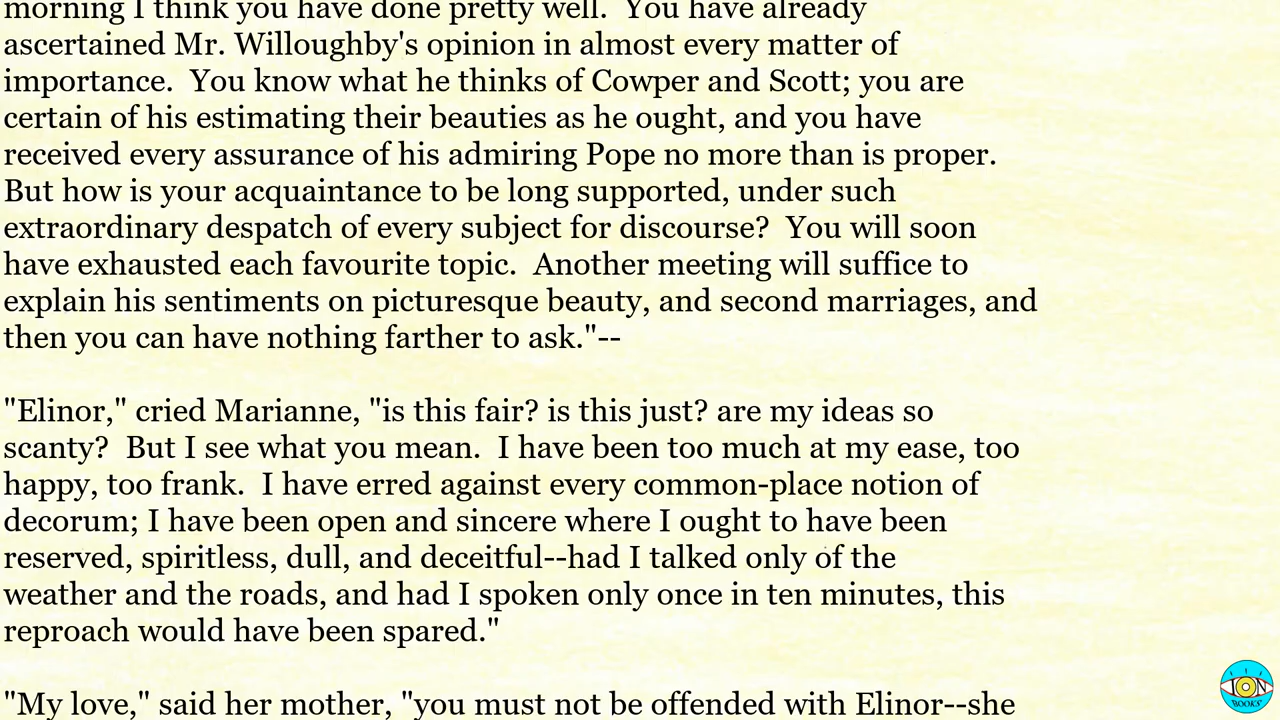 morning I think you have done pretty well.  You have already
ascertained Mr. Willoughby's opinion in almost every matter of
importance.  You know what he thinks of Cowper and Scott; you are
certain of his estimating their beauties as he ought, and you have
received every assurance of his admiring Pope no more than is proper.
But how is your acquaintance to be long supported, under such
extraordinary despatch of every subject for discourse?  You will soon
have exhausted each favourite topic.  Another meeting will suffice to
explain his sentiments on picturesque beauty, and second marriages, and
then you can have nothing farther to ask."--

"Elinor," cried Marianne, "is this fair? is this just? are my ideas so
scanty?  But I see what you mean.  I have been too much at my ease, too
happy, too frank.  I have erred against every common-place notion of
decorum; I have been open and sincere where I ought to have been
reserved, spiritless, dull, and deceitful--had I talked only of the
weather and the roads, and had I spoken only once in ten minutes, this
reproach would have been spared."

"My love," said her mother, "you must not be offended with Elinor--she
ION
BOOKS